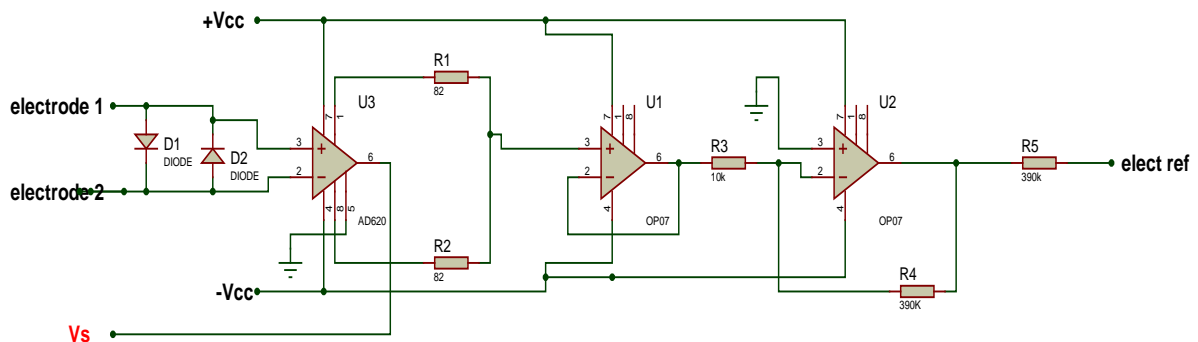 +Vcc
electrode 1
electrode 2
D1
DIODE
D2
DIODE
3
2
7
1
6
4
8
5
U3
AD620
R1
82
R2
82
3
2
7
1
8
6
4
U1
OP07
R3
10k
3
2
7
1
8
6
4
U2
OP07
R5
390k
elect ref
R4
390K
-Vcc
Vs